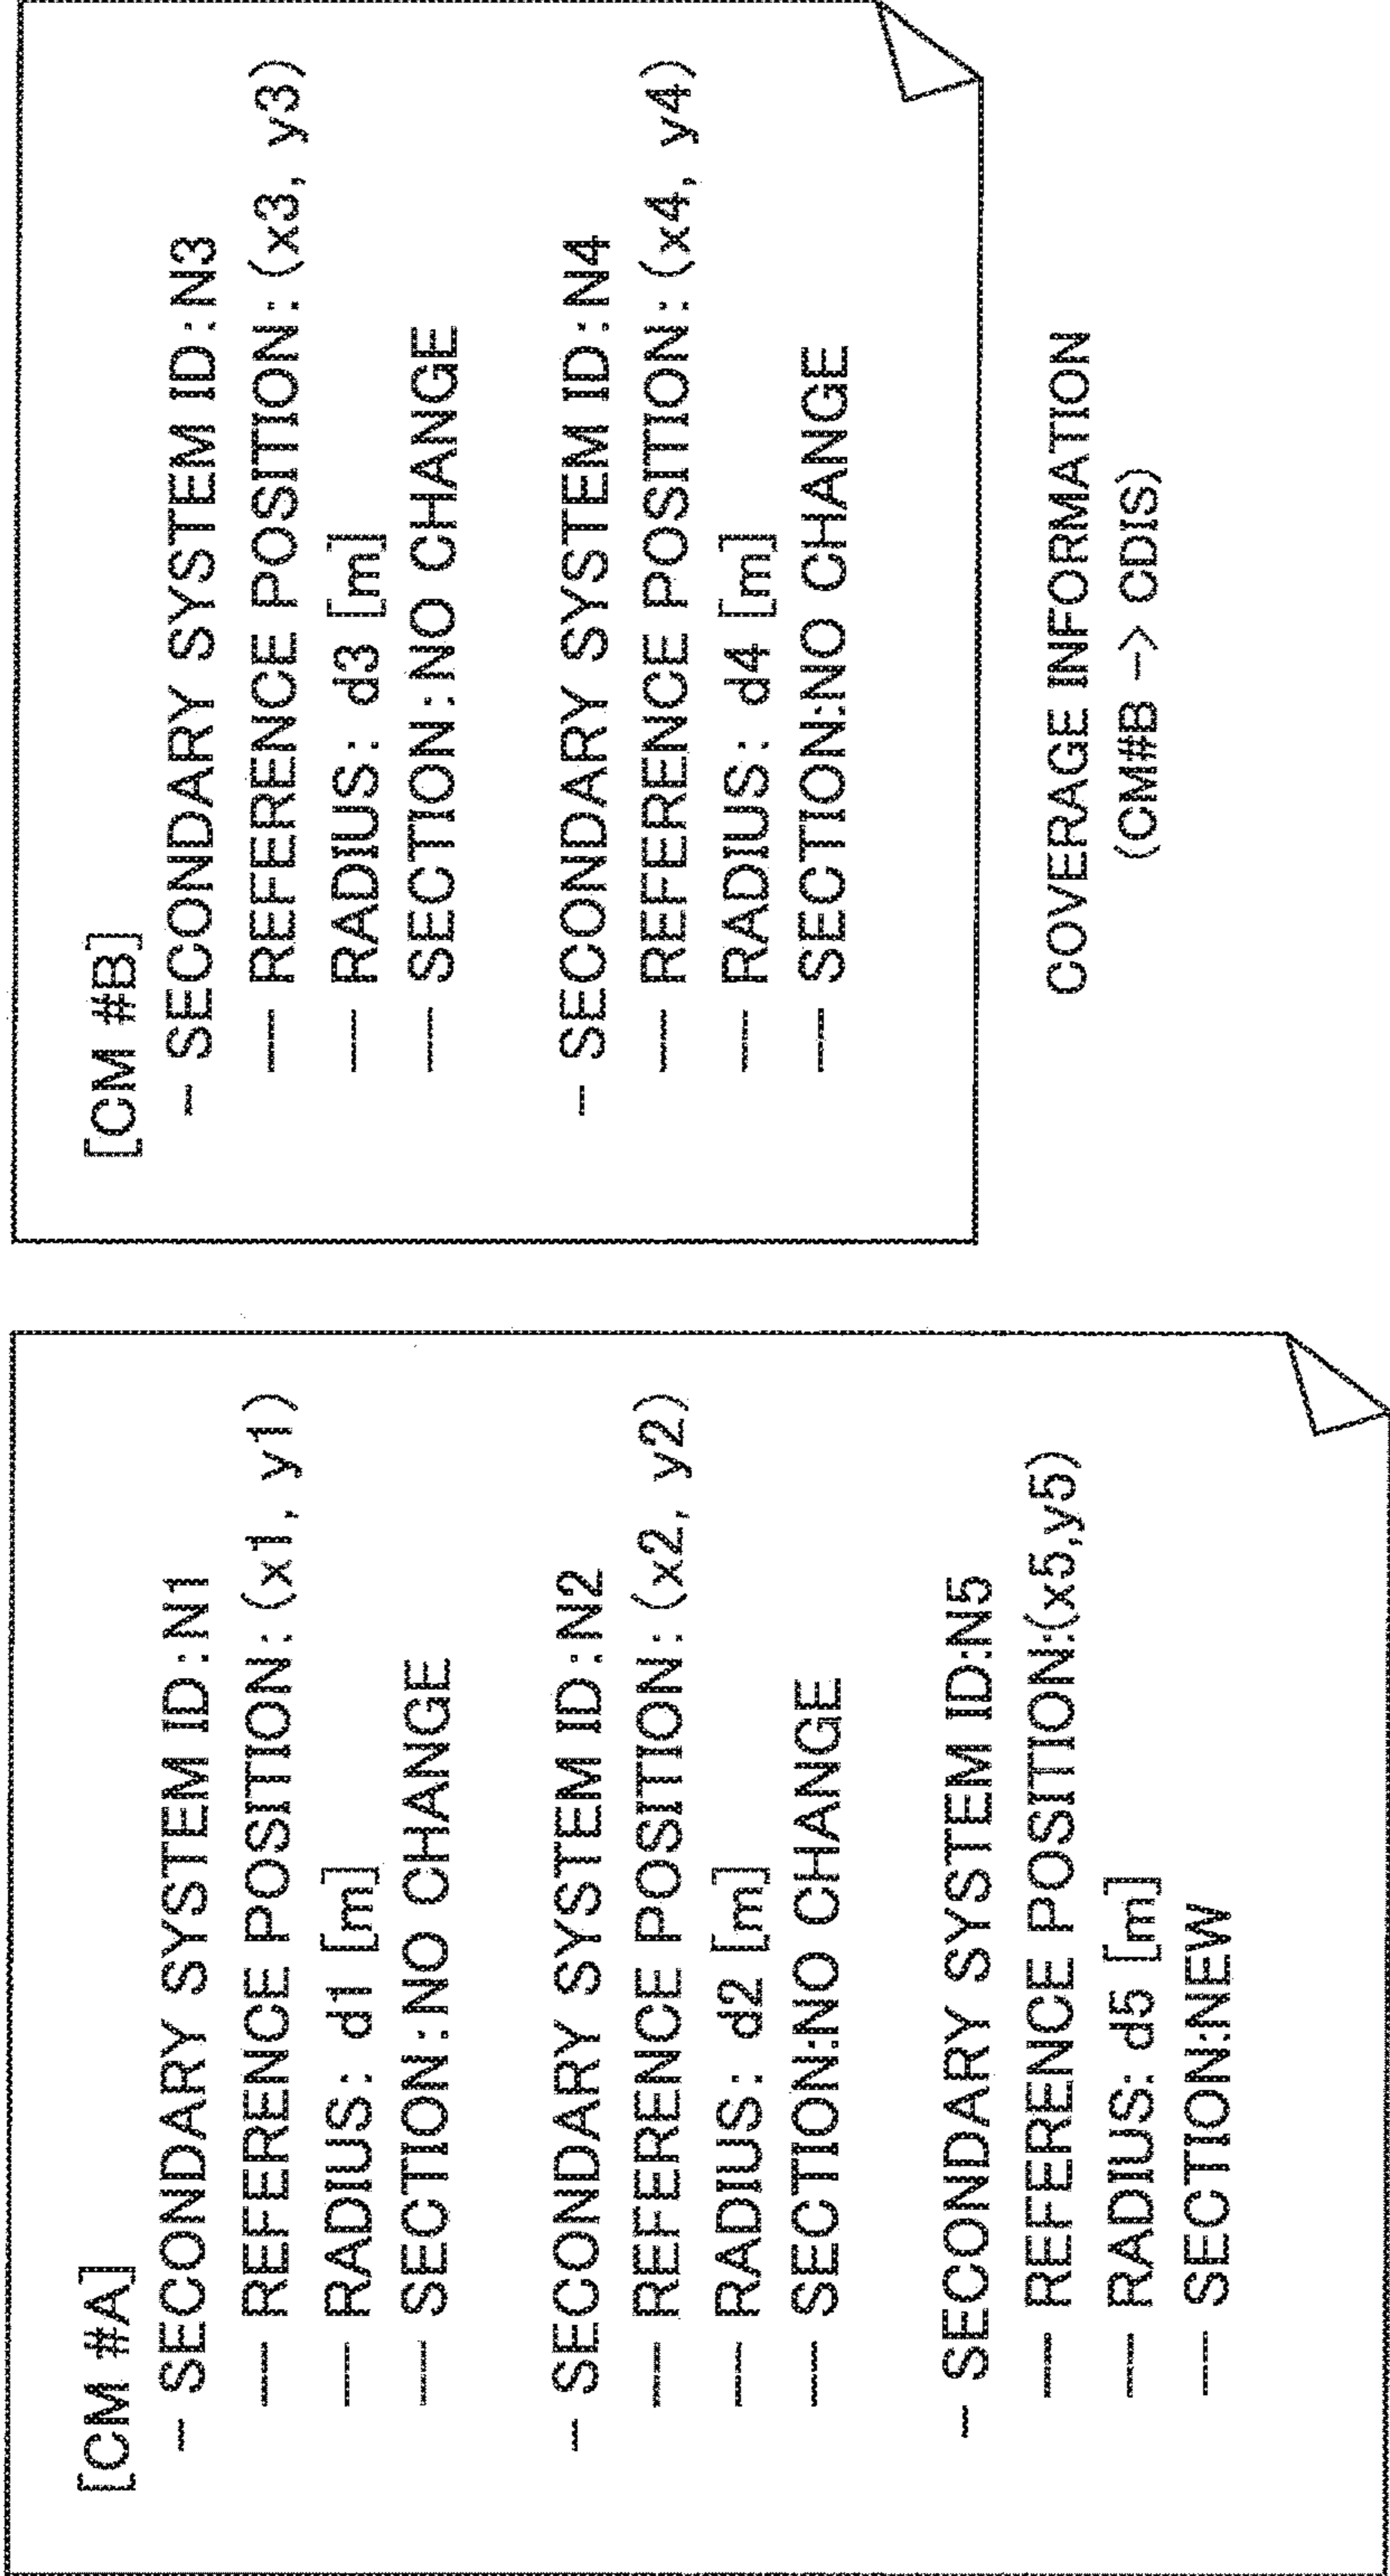 [CM #A]
- SECONDARY SYSTEM ID:N1
-- REFERENCE POSITION: (x1, y1)
-- RADIUS: d1 [m]
-- SECTION:NO CHANGE
- SECONDARY SYSTEM ID:N2
-- REFERENCE POSITION: (x2, y2)
-- RADIUS: d2 [m]
-- SECTION:NO CHANGE
- SECONDARY SYSTEM ID:N5
-- REFERENCE POSITION:(x5,y5)
-- RADIUS: d5 [m]
-- SECTION:NEW
[CM #B]
- SECONDARY SYSTEM ID:N3
-- REFERENCE POSITION: (x3, y3)
-- RADIUS: d3 [m]
-- SECTION:NO CHANGE
- SECONDARY SYSTEM ID:N4
-- REFERENCE POSITION: (x4, y4)
-- RADIUS: d4 [m]
-- SECTION:NO CHANGE
COVERAGE INFORMATION
(CM#B -> CDIS)